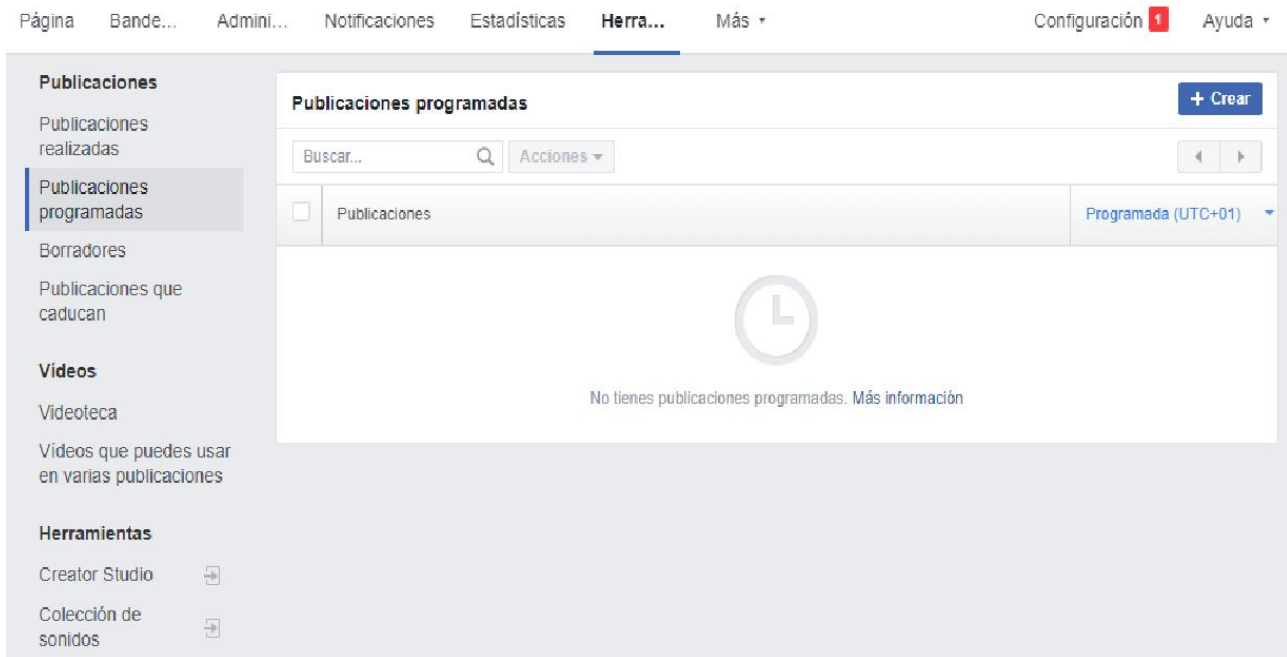 Página Bande... Admini... Notificaciones Estadísticas Herra... Más Configuración 1 Ayuda
Publicaciones
Publicaciones
realizadas
Publicaciones
programadas
Borradores
Publicaciones que
caducan
Vídeos
Videoteca
Vídeos que puedes usar
en varias publicaciones
Herramientas
Creator Studio
Colección de
sonidos
Publicaciones programadas
+ Crear
Buscar... Acciones
Publicaciones Programada (UTC+01)
No tienes publicaciones programadas. Más información